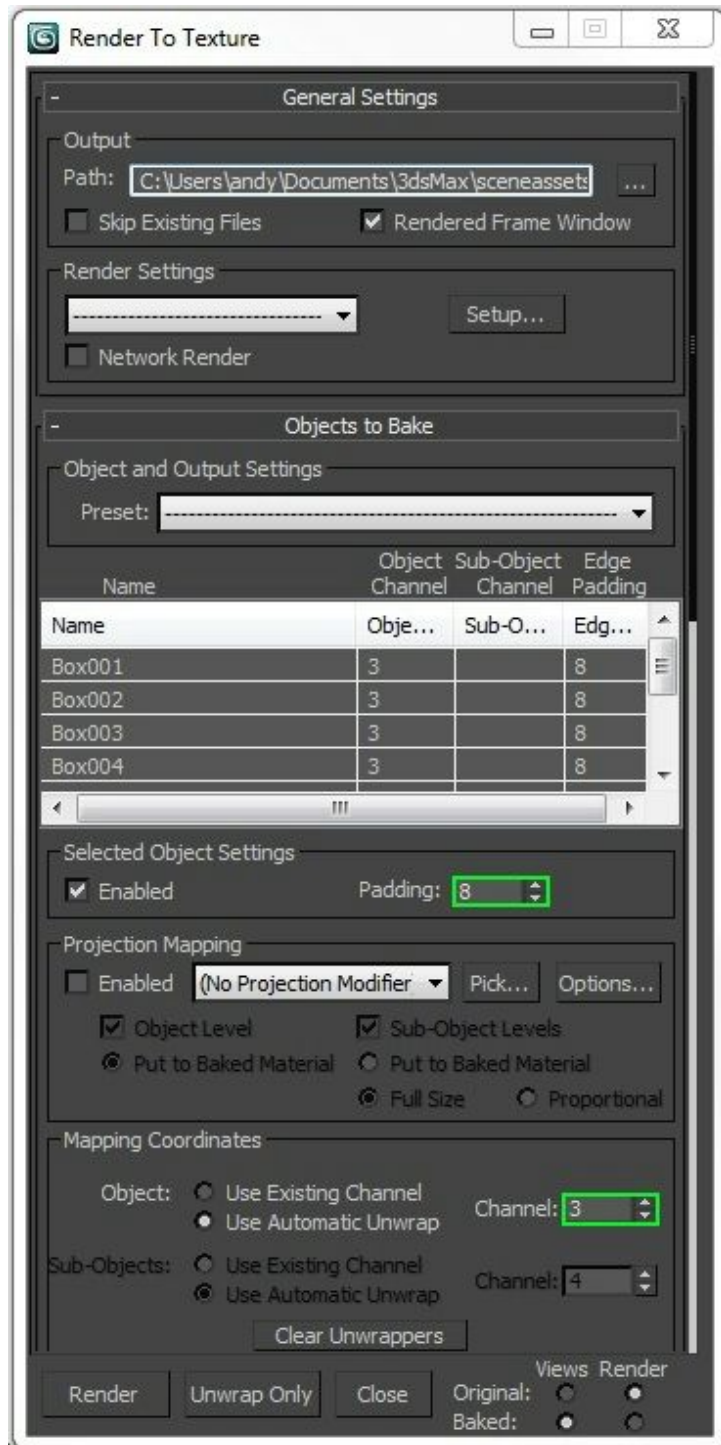 Render To Texture
- General Settings
Output
Path: C:\Users\andy\Documents\3dsMax\sceneassets ...
Skip Existing Files Rendered Frame Window
Render Settings
------------------------------ Setup...
Network Render
- Objects to Bake
Object and Output Settings
Preset: --------------------------------------------------
Object Sub-Object Edge
Name Channel Channel Padding
Name Obje... Sub-O... Edg...
Box001 3 8
Box002 3 8
Box003 3 8
Box004 3 8
Selected Object Settings
Enabled Padding: 8
Projection Mapping
Enabled (No Projection Modifier Pick... Options...
Object Level Sub-Object Levels
Put to Baked Material Put to Baked Material
Full Size Proportional
Mapping Coordinates
Object: Use Existing Channel Channel: 3
Use Automatic Unwrap
Sub-Objects: Use Existing Channel Channel: 4
Use Automatic Unwrap
Clear Unwrappers
Views Render
Render Unwrap Only Close Original:
Baked: